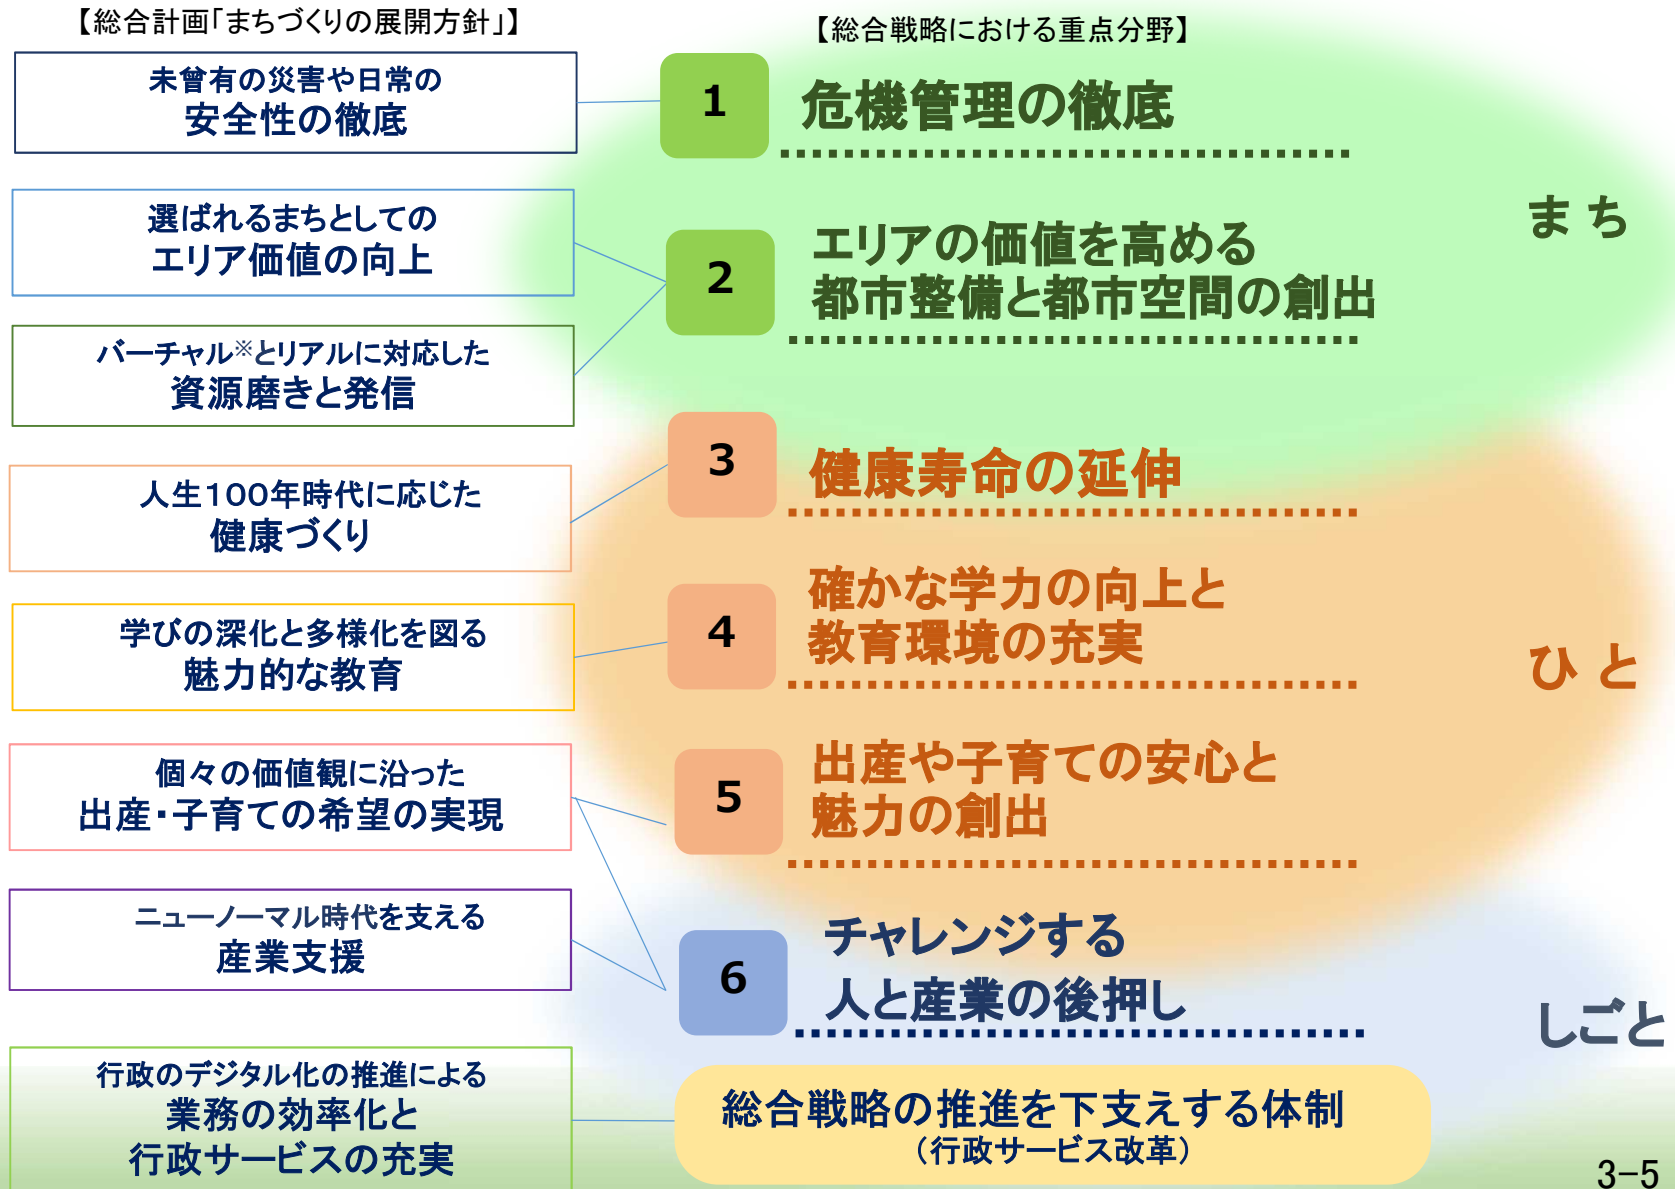 【総合計画「まちづくりの展開方針」】
未曾有の災害や日常の
安全性の徹底
選ばれるまちとしての
エリア価値の向上
バーチャル※とリアルに対応した
資源磨きと発信
人生100年時代に応じた
健康づくり
学びの深化と多様化を図る
魅力的な教育
個々の価値観に沿った
出産・子育ての希望の実現
ニューノーマル時代を支える
産業支援
行政のデジタル化の推進による
業務の効率化と
行政サービスの充実
【総合戦略における重点分野】
1
危機管理の徹底
2
エリアの価値を高める
都市整備と都市空間の創出
まち
3
健康寿命の延伸
4
確かな学力の向上と
教育環境の充実
ひと
5
出産や子育ての安心と
魅力の創出
6
チャレンジする
人と産業の後押し
しごと
総合戦略の推進を下支えする体制
（行政サービス改革）
3-5